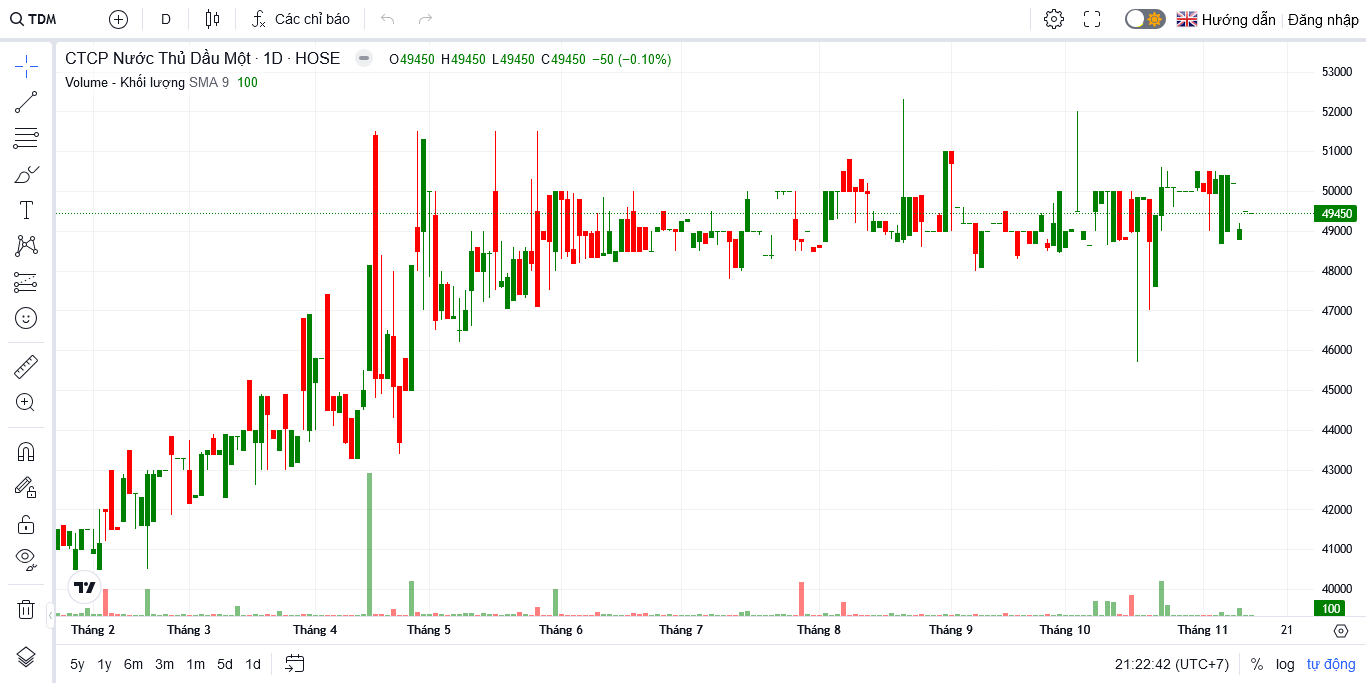 TDM
D
Các chỉ báo
Hướng dẫn
Đăng nhập
CTCP Nước Thủ Dầu Một · 1D · HOSE
O49450 H49450 L49450 C49450 −50 (−0.10%)
Volume - Khối lượng SMA 9 100
53000
52000
51000
50000
49450
49000
48000
47000
46000
45000
44000
43000
42000
41000
40000
100
Tháng 2 Tháng 3 Tháng 4 Tháng 5 Tháng 6 Tháng 7 Tháng 8 Tháng 9 Tháng 10 Tháng 11 21
5y 1y 6m 3m 1m 5d 1d
21:22:42 (UTC+7) % log tự động